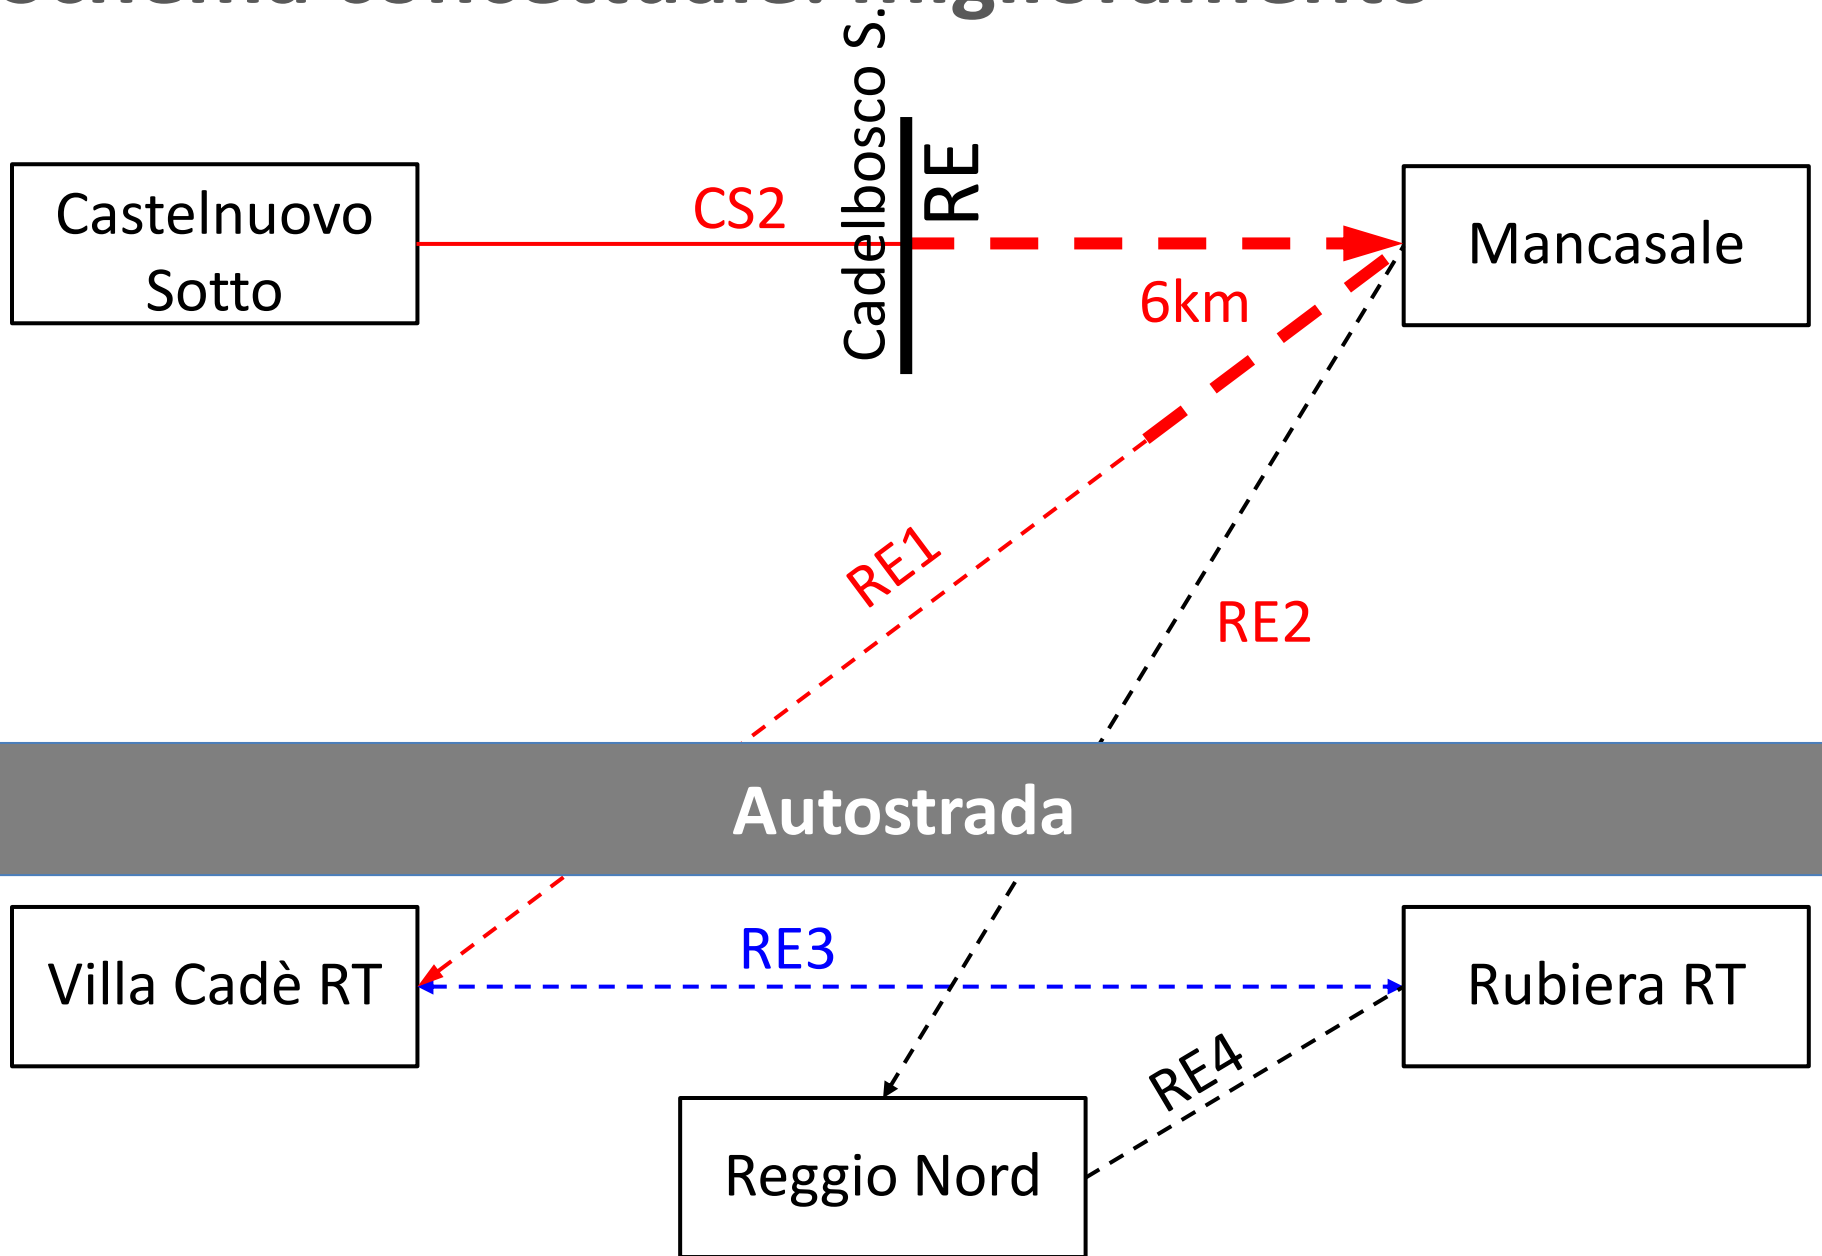 Cadelbosco S.
RE
Castelnuovo
Sotto
CS2
Mancasale
6km
RE1
RE2
Autostrada
Villa Cadè RT
RE3
Rubiera RT
RE4
Reggio Nord